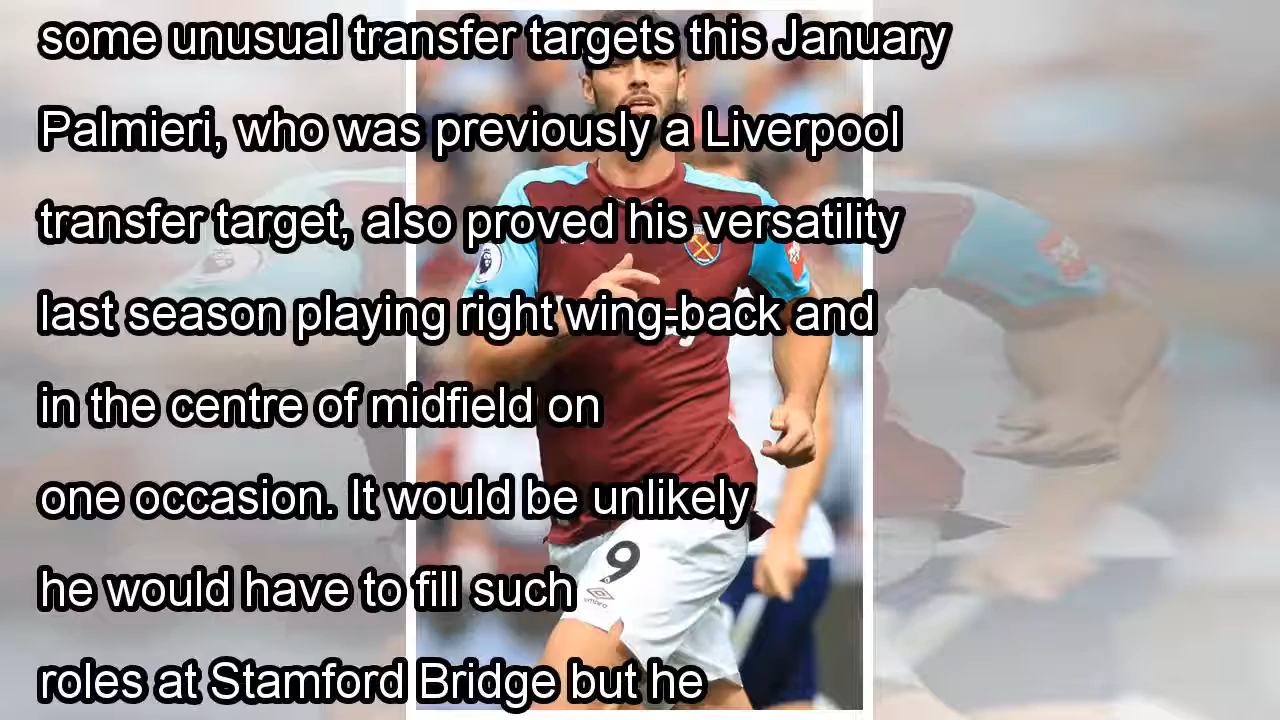 some unusual transfer targets this January
Palmieri, who was previously a Liverpool
transfer target, also proved his versatility
last season playing right wing-back and
in the centre of midfield on
one occasion. It would be unlikely
he would have to fill such
roles at Stamford Bridge but he
9
umbro